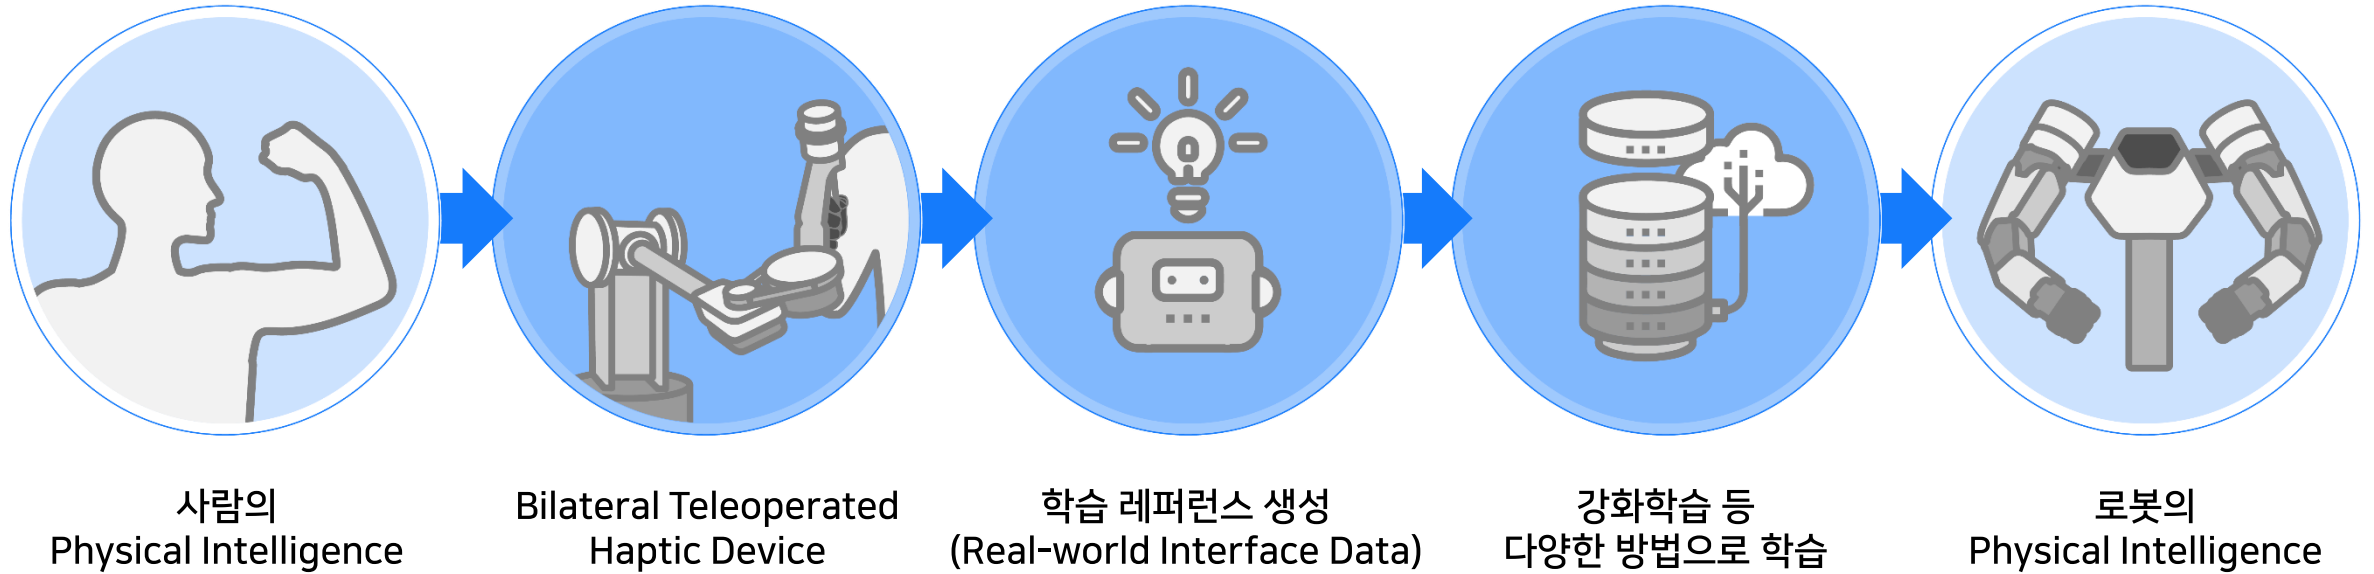 사람의
Physical Intelligence
Bilateral Teleoperated
Haptic Device
학습 레퍼런스 생성
(Real-world Interface Data)
강화학습 등
다양한 방법으로 학습
로봇의
Physical Intelligence